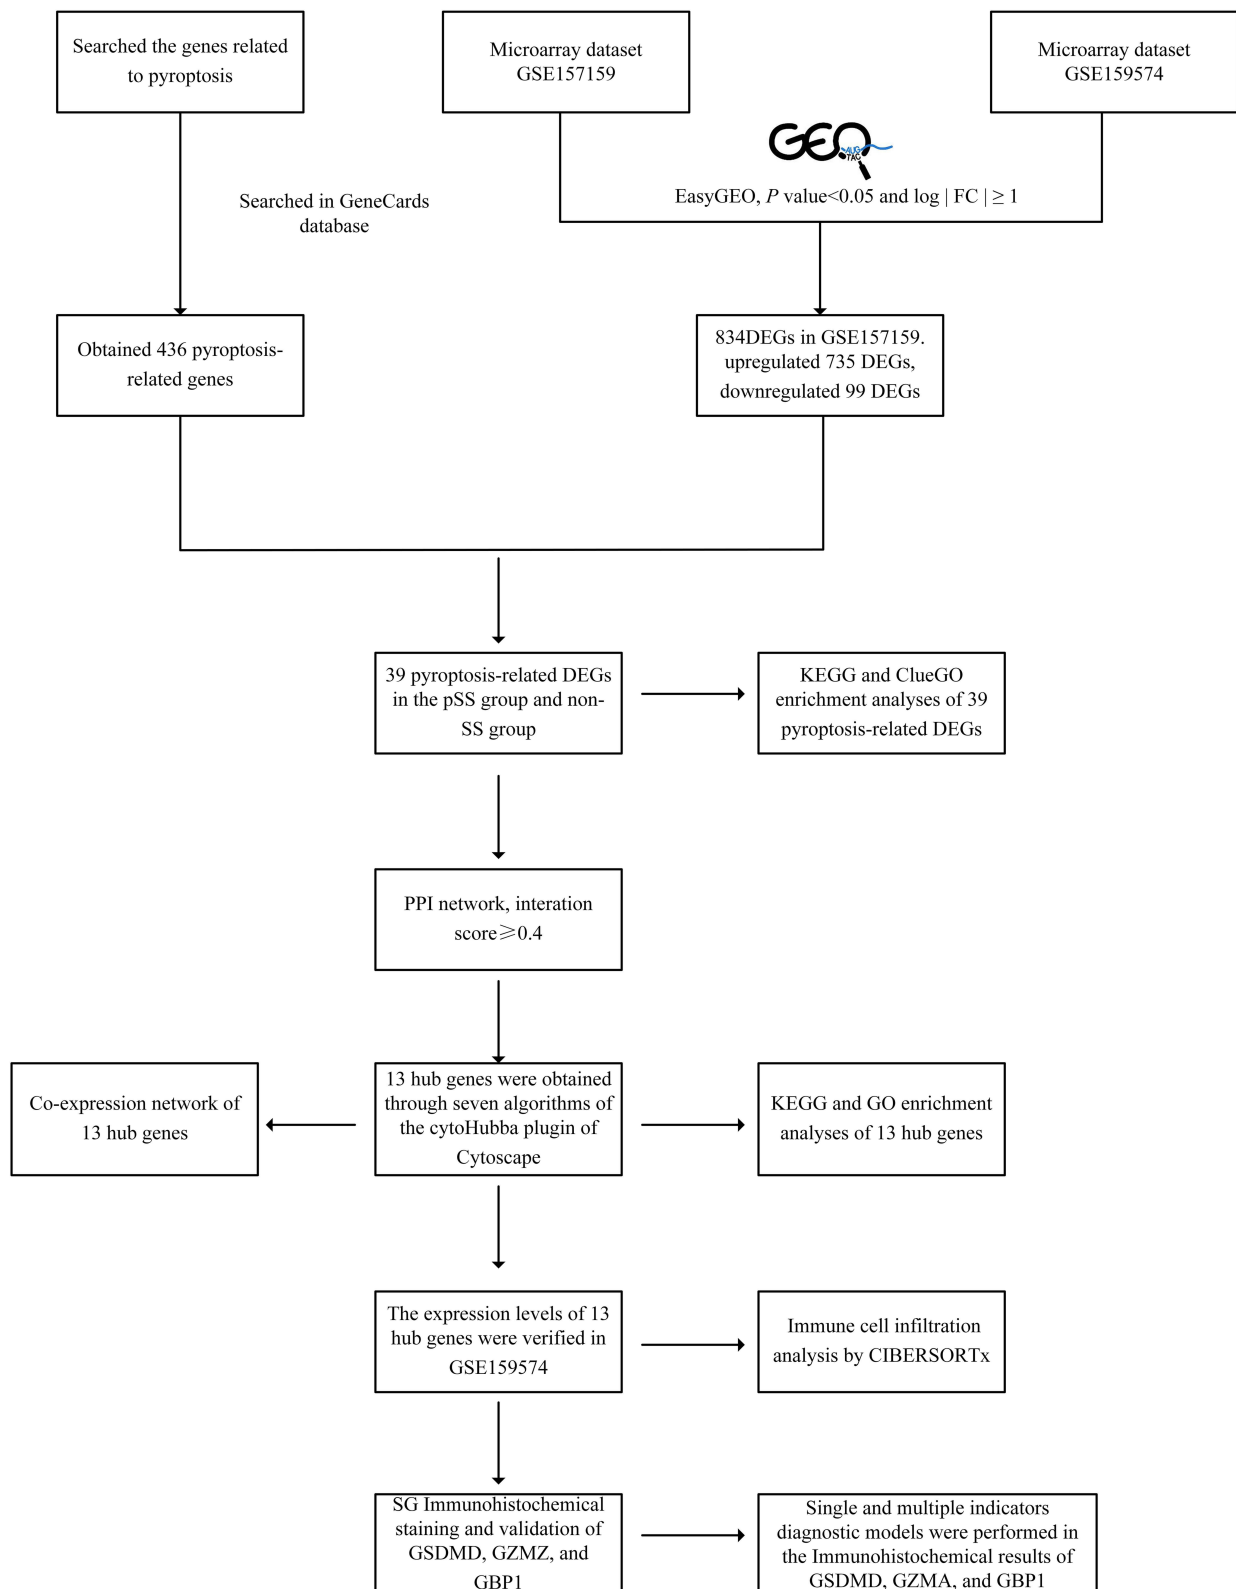 Searched the genes related
to pyroptosis
Microarray dataset
GSE157159
Microarray dataset
GSE159574
GEO
AUG
TAC
EasyGEO, P value<0.05 and log | FC | ≥ 1
Searched in GeneCards
database
Obtained 436 pyroptosis-
related genes
834DEGs in GSE157159.
upregulated 735 DEGs,
downregulated 99 DEGs
39 pyroptosis-related DEGs
in the pSS group and non-
SS group
KEGG and ClueGO
enrichment analyses of 39
pyroptosis-related DEGs
PPI network, interation
score≥0.4
Co-expression network of
13 hub genes
13 hub genes were obtained
through seven algorithms of
the cytoHubba plugin of
Cytoscape
KEGG and GO enrichment
analyses of 13 hub genes
The expression levels of 13
hub genes were verified in
GSE159574
Immune cell infiltration
analysis by CIBERSORTx
SG Immunohistochemical
staining and validation of
GSDMD, GZMZ, and
GBP1
Single and multiple indicators
diagnostic models were performed in
the Immunohistochemical results of
GSDMD, GZMA, and GBP1